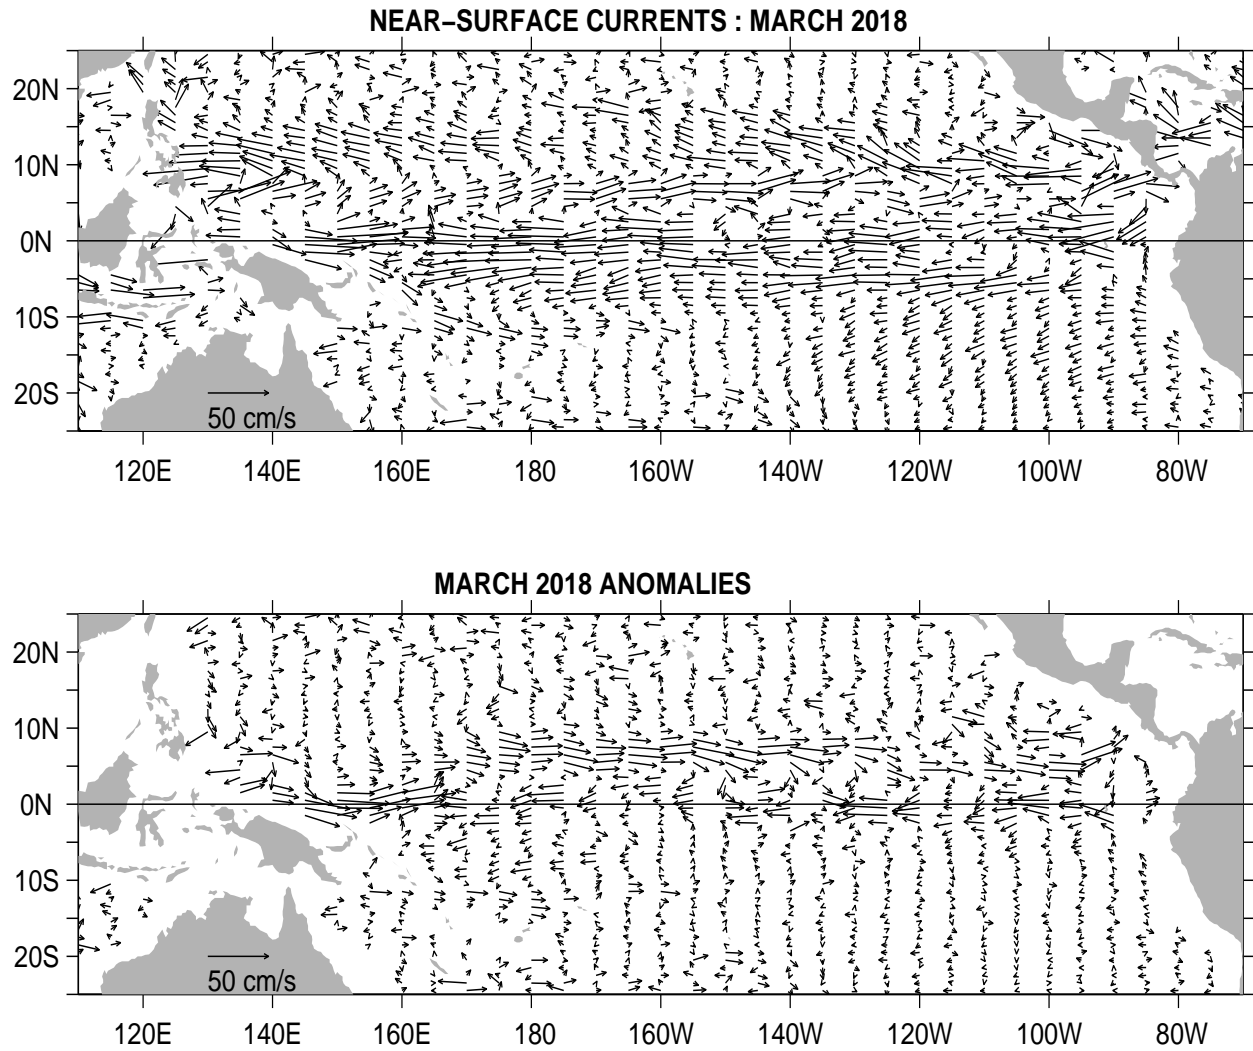 NEAR–SURFACE CURRENTS : MARCH 2018
20N
10N
0N
10S
20S
50 cm/s
120E 140E 160E 180 160W 140W 120W 100W 80W
MARCH 2018 ANOMALIES
20N
10N
0N
10S
20S
50 cm/s
120E 140E 160E 180 160W 140W 120W 100W 80W